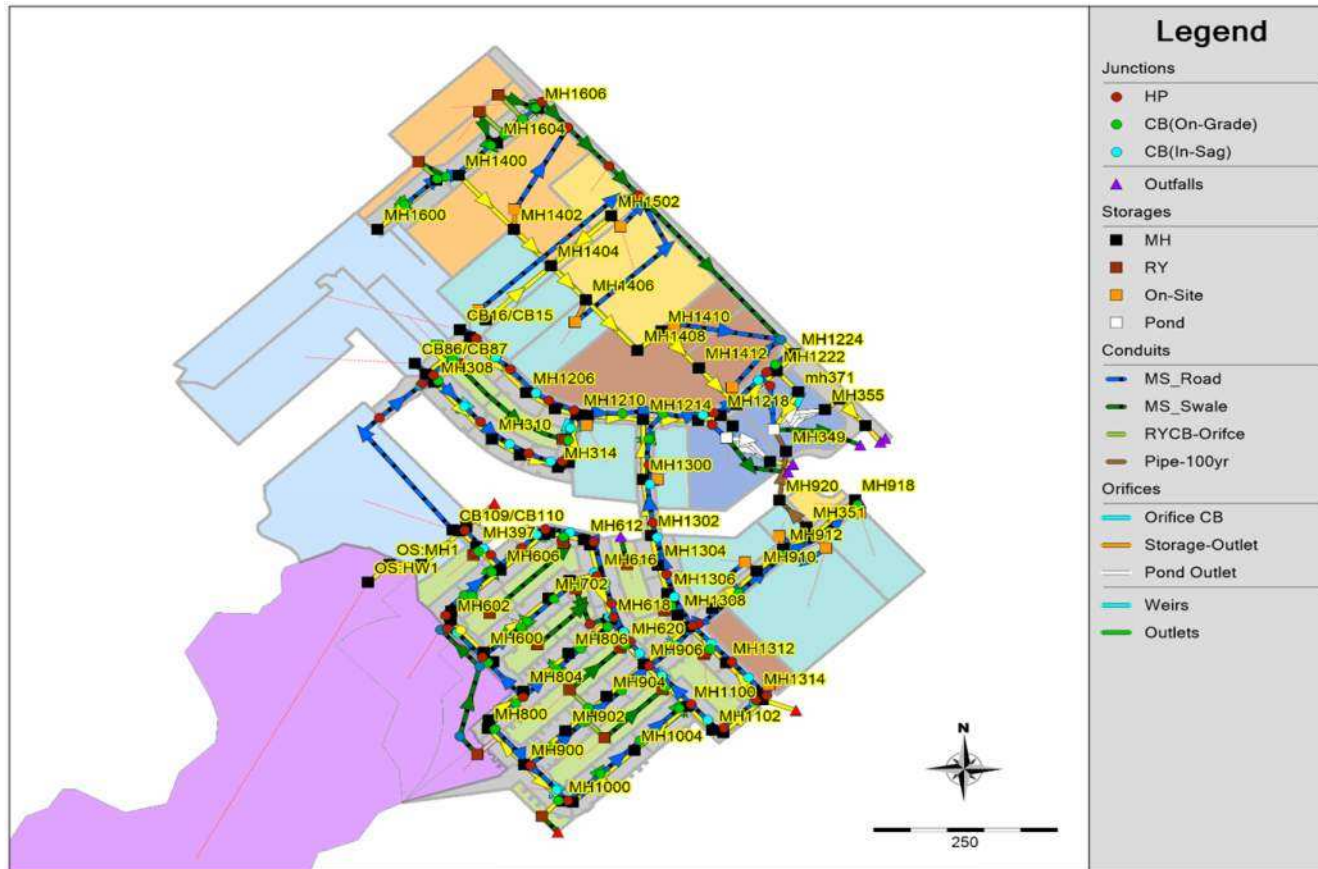 MH1606
MH1604
MH1400
MH1600
MH1502
MH1402
MH1404
MH1406
CB16/CB15
MH1410
MH1408
MH1224
CB86/CB87
MH1412
MH1222
MH308
mh371
MH1206
MH355
MH1210
MH1214
MH1218
MH310
MH349
MH314
MH1300
MH920
MH918
CB109/CB110
MH1302
MH351
MH397
MH612
MH912
OS:MH1
MH606
MH616
MH1304
MH910
OS:HW1
MH702
MH1306
MH602
MH618
MH1308
MH600
MH806
MH620
MH906
MH1312
MH804
MH904
MH1314
MH800
MH902
MH1100
MH1102
MH900
MH1004
MH1000
N
250
Legend
Junctions
HP
CB(On-Grade)
CB(In-Sag)
Outfalls
Storages
MH
RY
On-Site
Pond
Conduits
MS_Road
MS_Swale
RYCB-Orifce
Pipe-100yr
Orifices
Orifice CB
Storage-Outlet
Pond Outlet
Weirs
Outlets